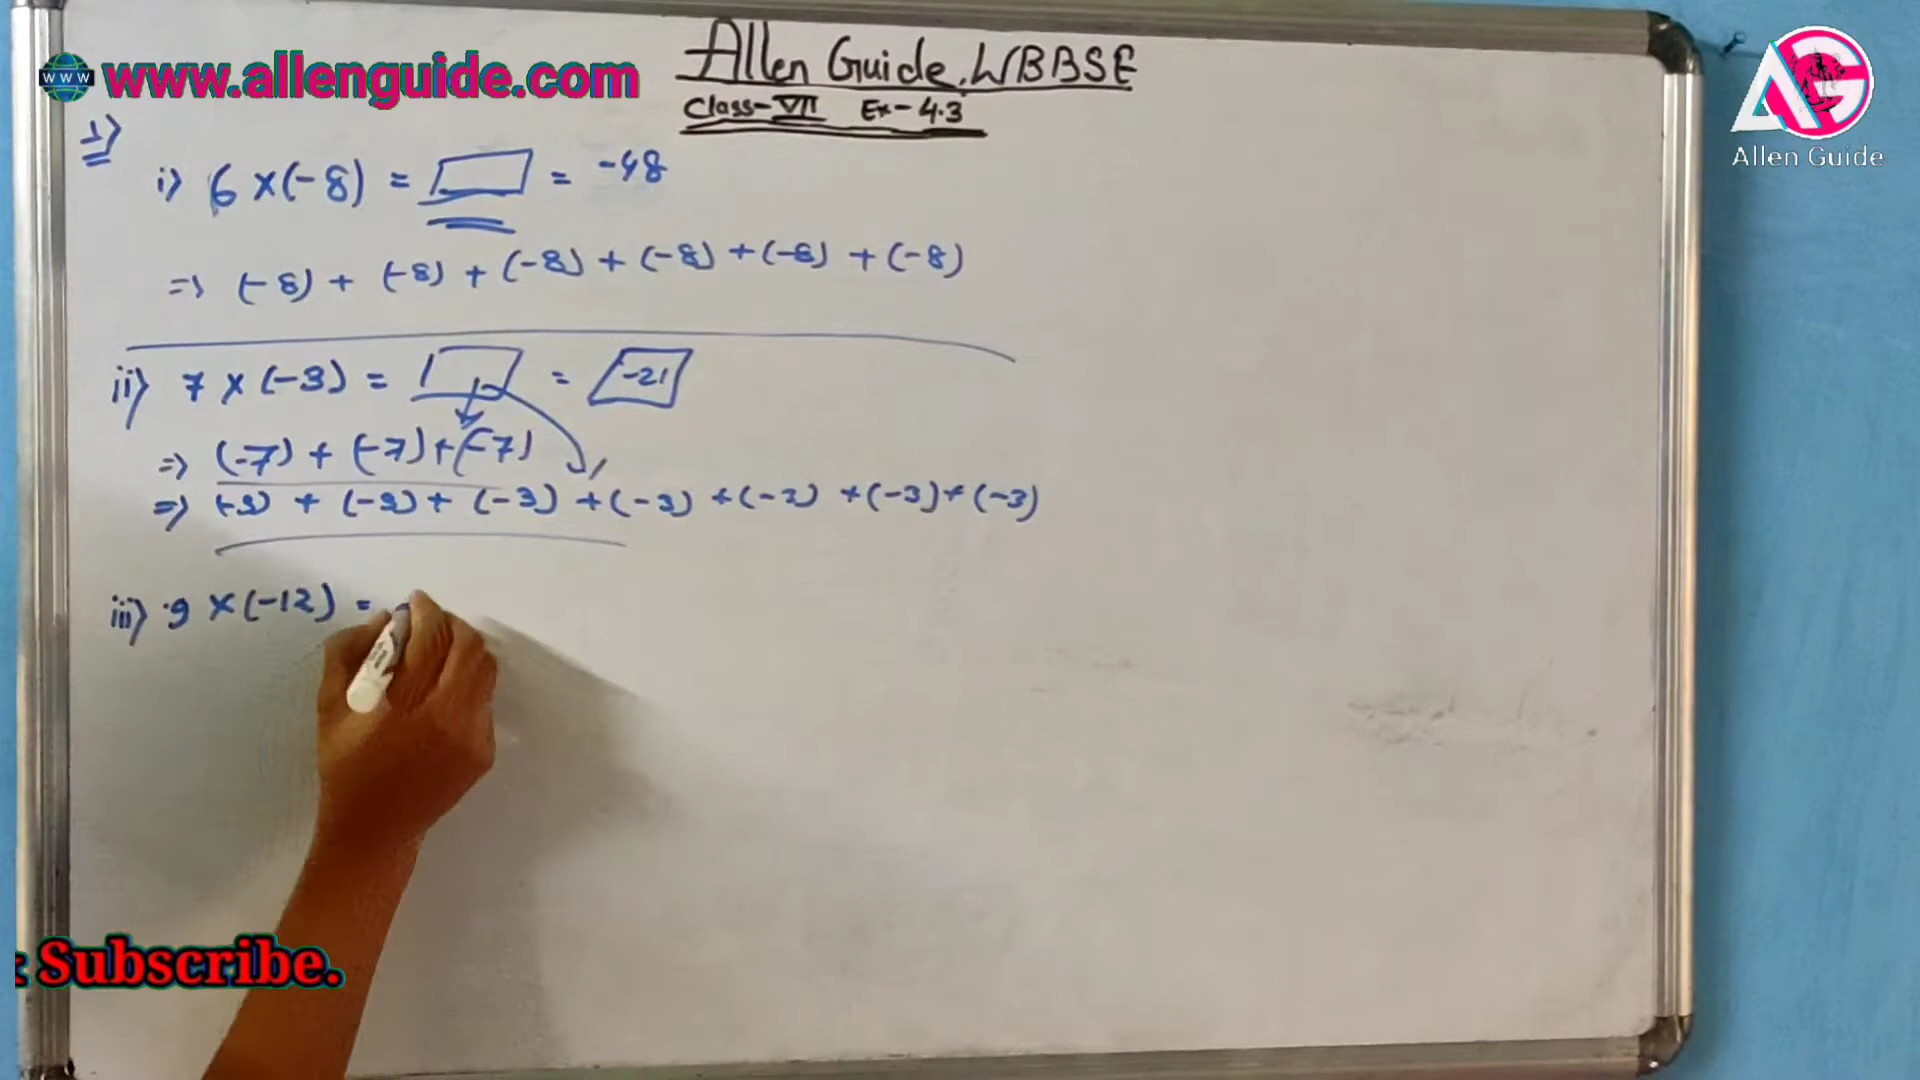 www.allenguide.com
Allen Guide, WBBSE
Class-VII Ex-4.3
Allen Guide
1)
i) 6 x (-8) = = -48
=> (-8) + (-8) + (-8) + (-8) + (-8) + (-8)
ii) 7 x (-3) = = -21
=> (-7) + (-7) + (-7)
=> (-3) + (-3) + (-3) + (-3) + (-3) + (-3) + (-3)
iii) 9 x (-12) =
Subscribe.